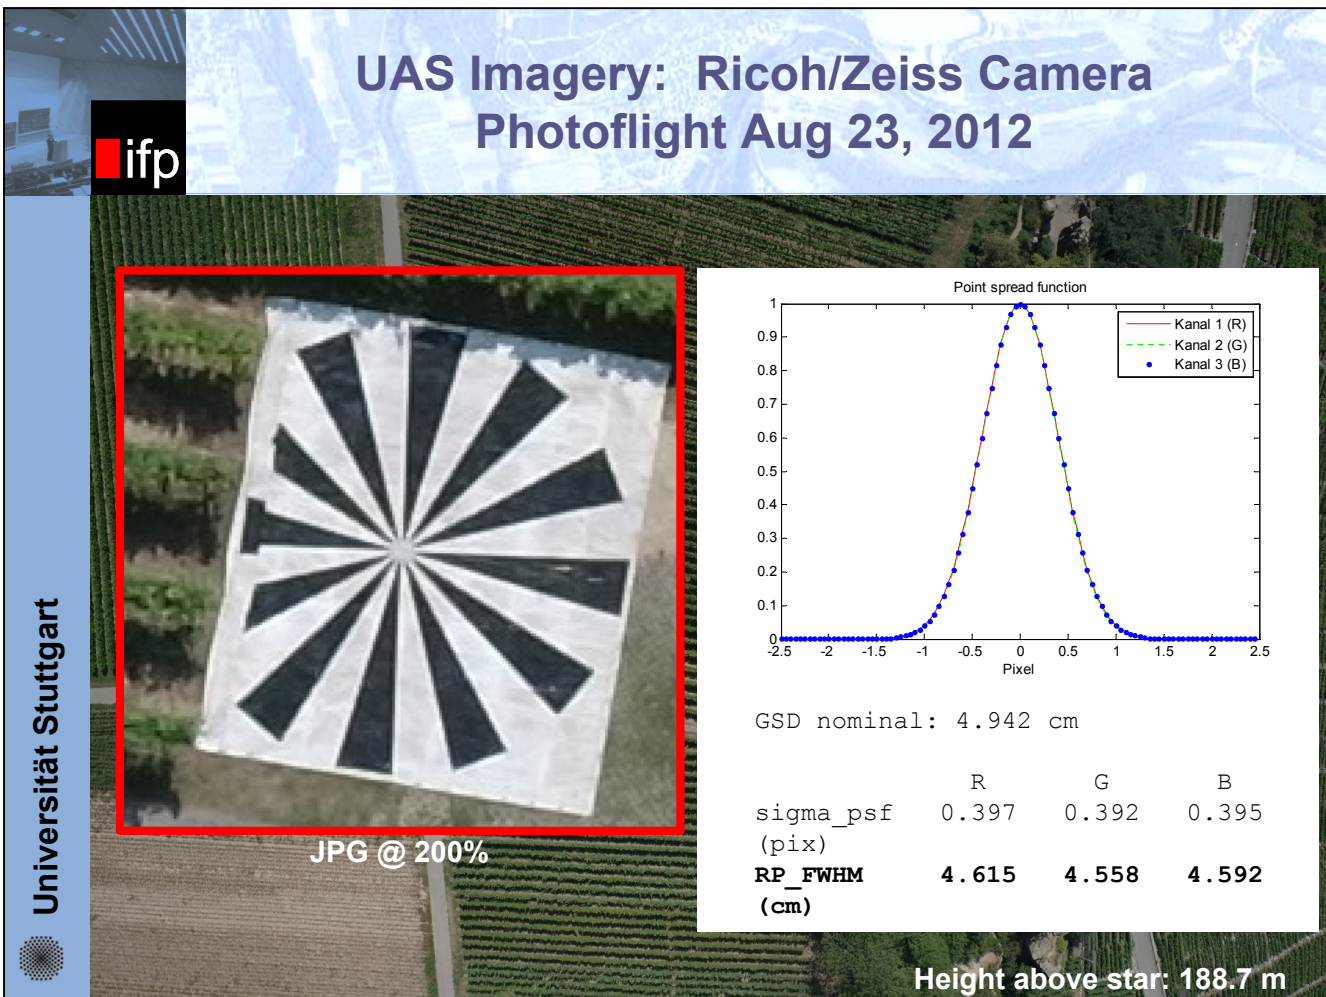 UAS Imagery: Ricoh/Zeiss Camera
Photoflight Aug 23, 2012
ifp
Universität Stuttgart
JPG @ 200%
Point spread function
Kanal 1 (R)
Kanal 2 (G)
Kanal 3 (B)
1
0.9
0.8
0.7
0.6
0.5
0.4
0.3
0.2
0.1
0
-2.5 -2 -1.5 -1 -0.5 0 0.5 1 1.5 2 2.5
Pixel
GSD nominal: 4.942 cm
R G B
sigma_psf 0.397 0.392 0.395
(pix)
RP_FWHM 4.615 4.558 4.592
(cm)
Height above star: 188.7 m